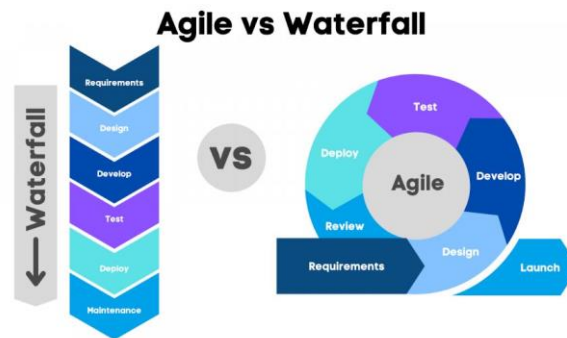 Agile vs Waterfall
Waterfall
Requirements
Design
Develop
Test
Deploy
Maintenance
VS
Agile
Requirements
Design
Develop
Test
Deploy
Review
Launch